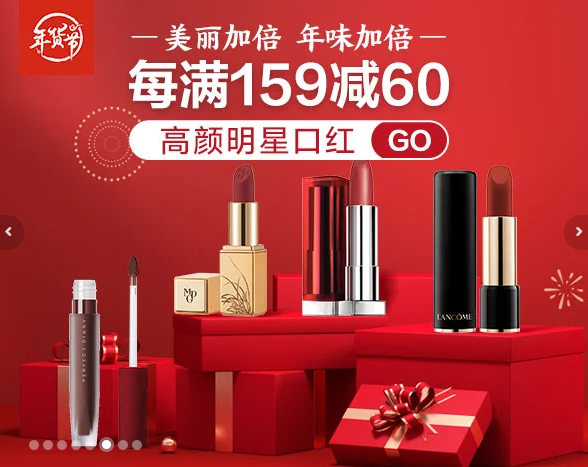 年货节
美丽加倍 年味加倍
每满159减60
高颜明星口红 GO
MDG
LANCÔME
PERFECT DIARY